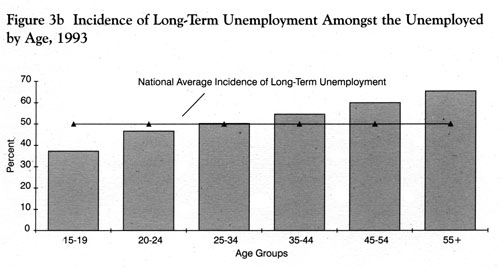 Figure 3b Incidence of Long-Term Unemployment Amongst the Unemployed
by Age, 1993
70
National Average Incidence of Long-Term Unemployment
60
50
40
30
20
10
0
Percent
15-19 20-24 25-34 35-44 45-54 55+
Age Groups